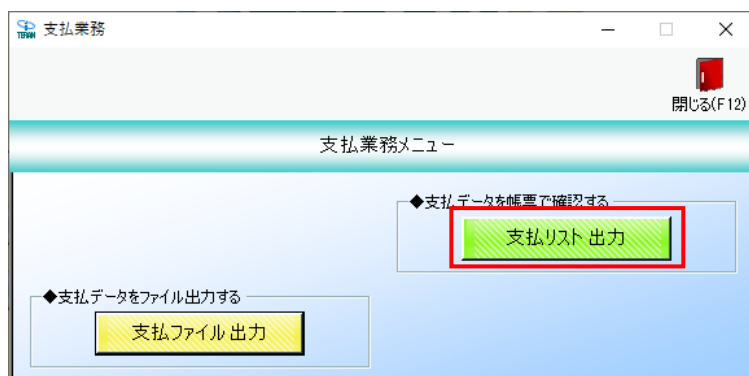 支払業務
閉じる(F12)
支払業務メニュー
◆支払データを帳票で確認する
支払リスト出力
◆支払データをファイル出力する
支払ファイル出力